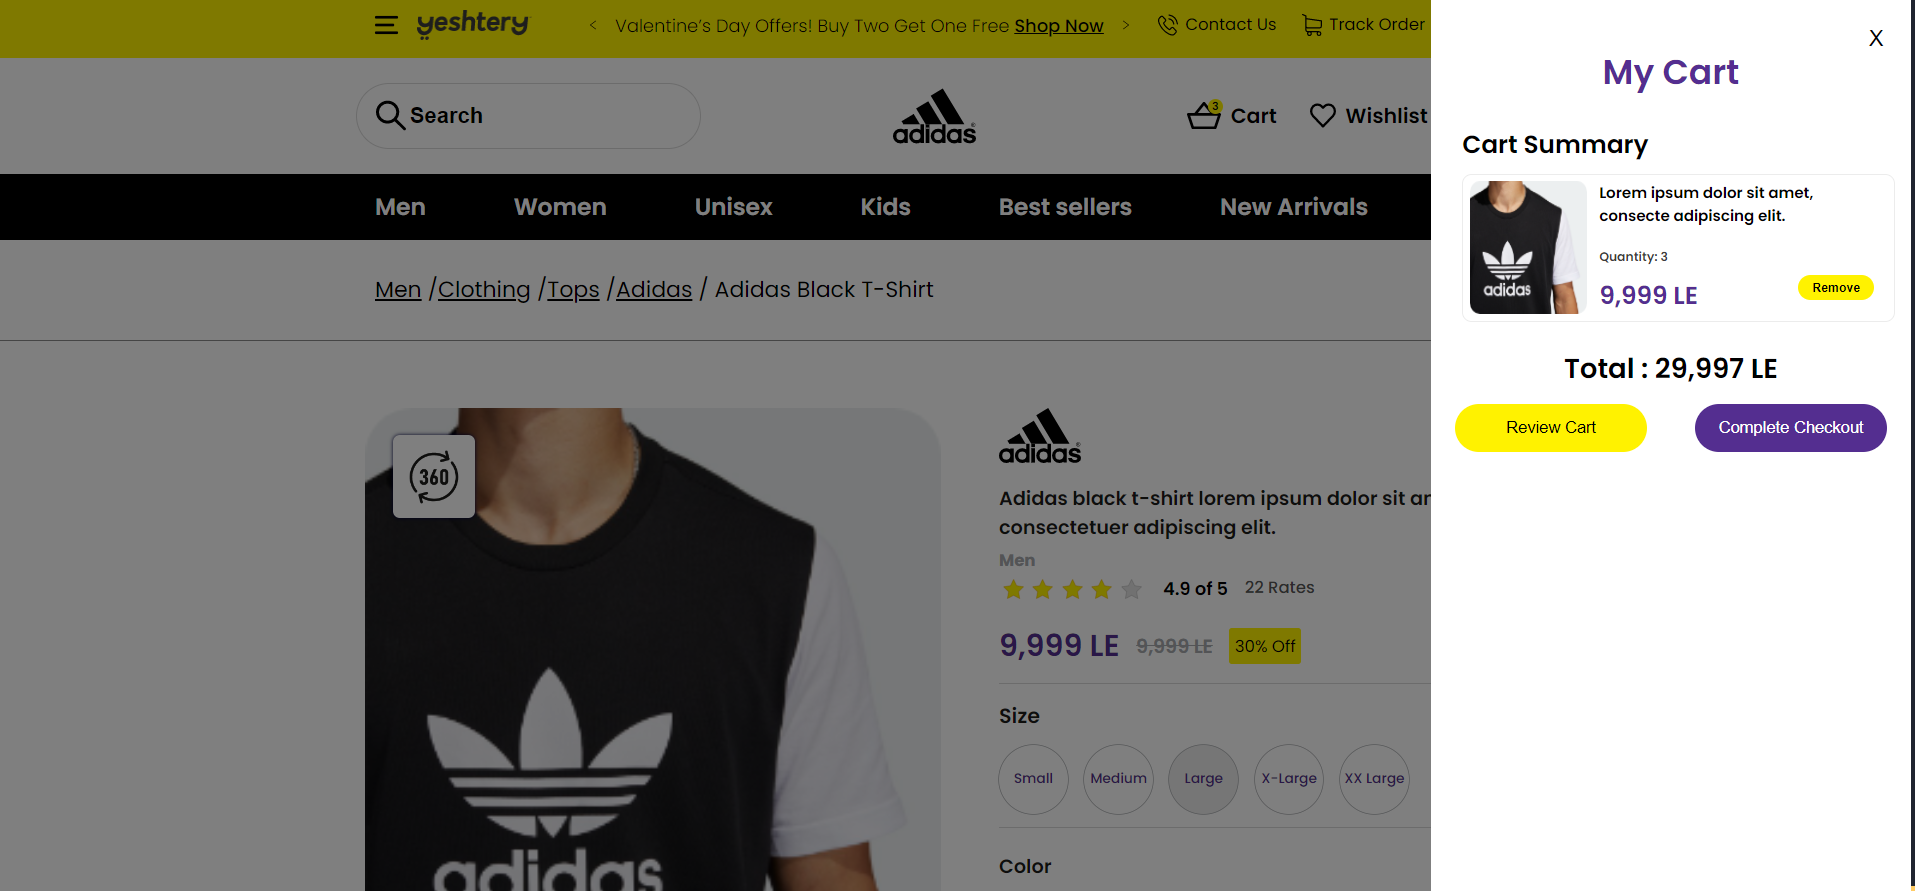 yeshtery
< Valentine's Day Offers! Buy Two Get One Free Shop Now >
Contact Us
Track Order
Search
adidas
3
Cart
Wishlist
Men
Women
Unisex
Kids
Best sellers
New Arrivals
Men /Clothing /Tops /Adidas / Adidas Black T-Shirt
360
adidas
adidas
Adidas black t-shirt lorem ipsum dolor sit
consectetuer adipiscing elit.
Men
4.9 of 5
22 Rates
9,999 LE
9,999 LE
30% Off
Size
Small
Medium
Large
X-Large
XX Large
Color
X
My Cart
Cart Summary
adidas
Lorem ipsum dolor sit amet,
consecte adipiscing elit.
Quantity: 3
9,999 LE
Remove
Total : 29,997 LE
Review Cart
Complete Checkout